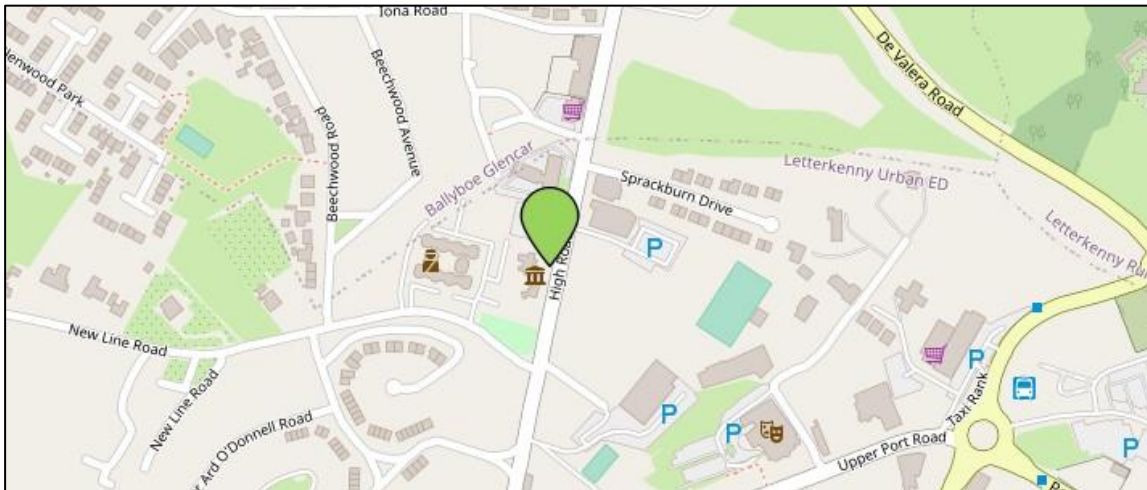 Iona Road
De Valera Road
Beechwood Avenue
lenwood Park
Beechwood Road
Ballyboe Glencar
Letterkenny Urban ED
Sprackburn Drive
P
Letterkenny Ru
High Road
New Line Road
P
P
P
P
Taxi Rank
New Line Road
Ard O'Donnell Road
Upper Port Road